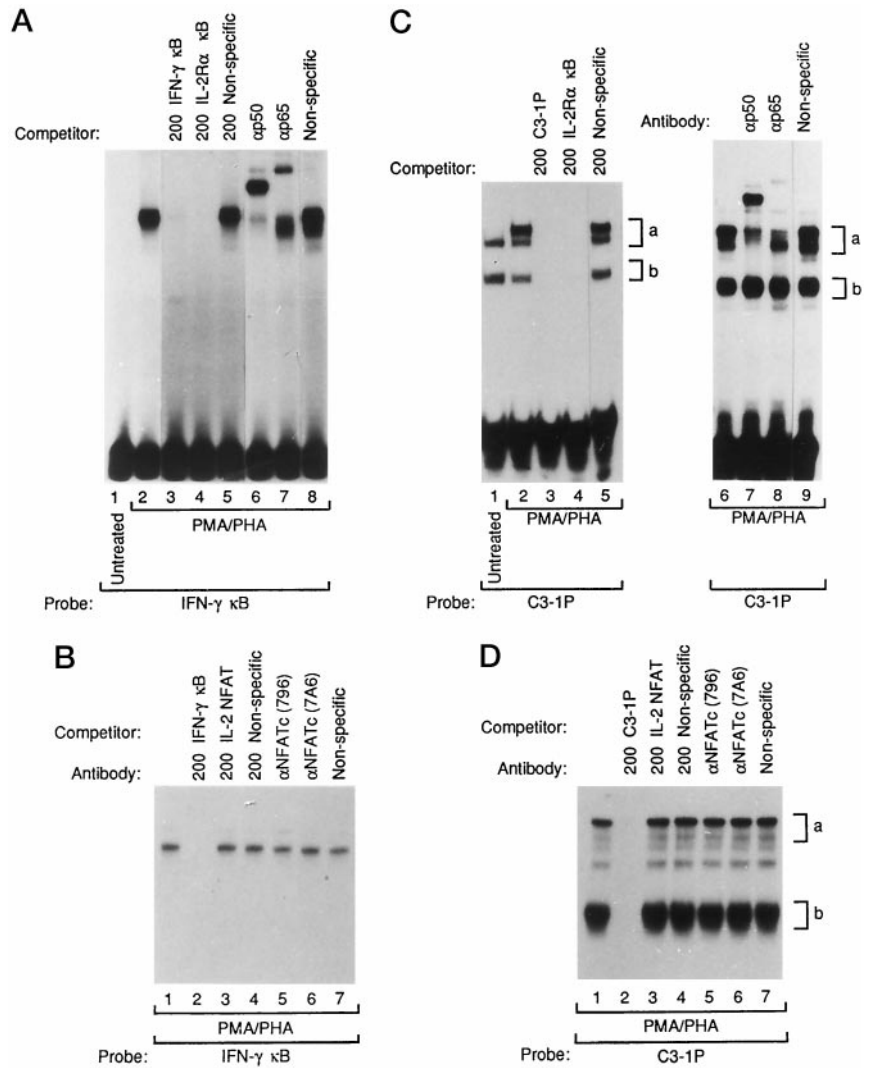 A
Competitor:
200 IFN-γ κB
200 IL-2Rα κB
200 Non-specific
αp50
αp65
Non-specific
1 2 3 4 5 6 7 8
Untreated
PMA/PHA
Probe: IFN-γ κB
C
Competitor:
200 C3-1P
200 IL-2Rα κB
200 Non-specific
a
b
1 2 3 4 5
Untreated
PMA/PHA
Probe: C3-1P
Antibody:
αp50
αp65
Non-specific
a
b
6 7 8 9
PMA/PHA
C3-1P
B
Competitor:
Antibody:
200 IFN-γ κB
200 IL-2 NFAT
200 Non-specific
αNFATc (796)
αNFATc (7A6)
Non-specific
1 2 3 4 5 6 7
PMA/PHA
Probe: IFN-γ κB
D
Competitor:
Antibody:
200 C3-1P
200 IL-2 NFAT
200 Non-specific
αNFATc (796)
αNFATc (7A6)
Non-specific
a
b
1 2 3 4 5 6 7
PMA/PHA
Probe: C3-1P